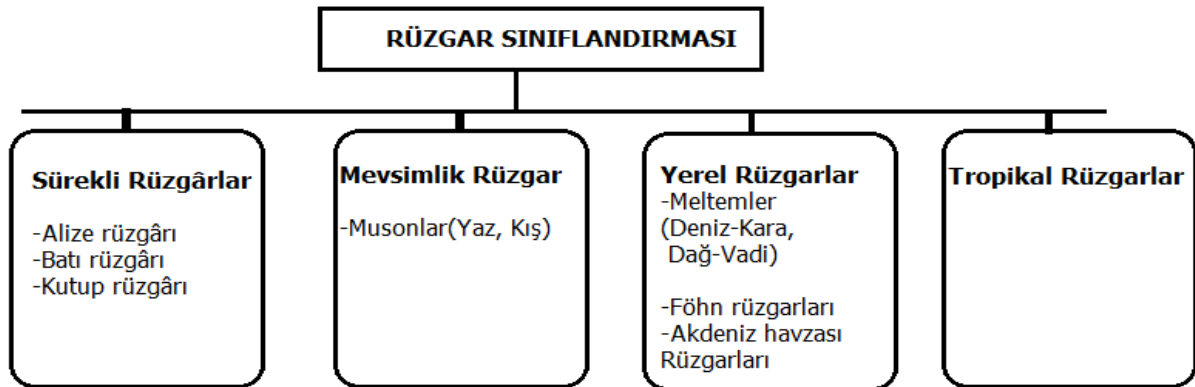 RÜZGAR SINIFLANDIRMASI
Sürekli Rüzgârlar
-Alize rüzgârı
-Batı rüzgârı
-Kutup rüzgârı
Mevsimlik Rüzgar
-Musonlar(Yaz, Kış)
Yerel Rüzgarlar
-Meltemler
(Deniz-Kara,
Dağ-Vadi)
-Föhn rüzgarları
-Akdeniz havzası
Rüzgarları
Tropikal Rüzgarlar